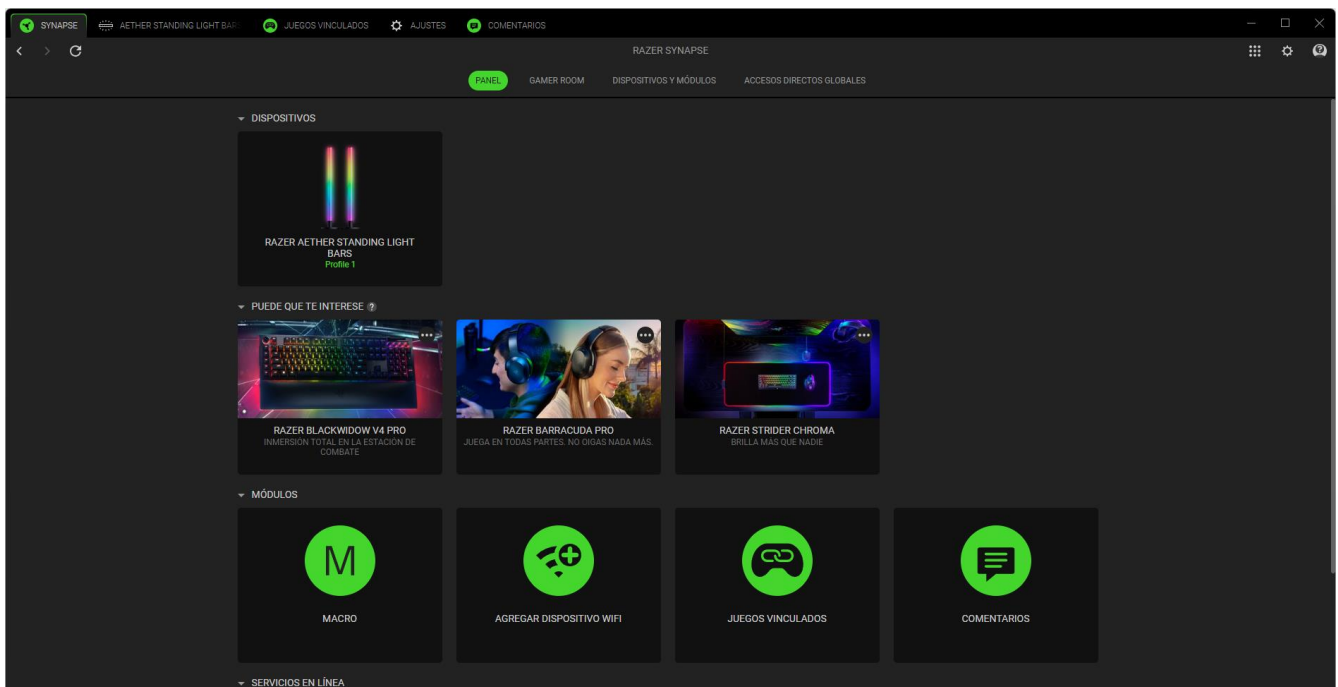 SYNAPSE
AETHER STANDING LIGHT BAR
JUEGOS VINCULADOS
AJUSTES
COMENTARIOS
RAZER SYNAPSE
PANEL
GAMER ROOM
DISPOSITIVOS Y MÓDULOS
ACCESOS DIRECTOS GLOBALES
DISPOSITIVOS
RAZER AETHER STANDING LIGHT
BARS
Profile 1
PUEDE QUE TE INTERESE ?
RAZER BLACKWIDOW V4 PRO
INMERSIÓN TOTAL EN LA ESTACIÓN DE
COMBATE
RAZER BARRACUDA PRO
JUEGA EN TODAS PARTES. NO OIGAS NADA MÁS.
RAZER STRIDER CHROMA
BRILLA MÁS QUE NADIE
MÓDULOS
M
MACRO
AGREGAR DISPOSITIVO WIFI
JUEGOS VINCULADOS
COMENTARIOS
SERVICIOS EN LÍNEA